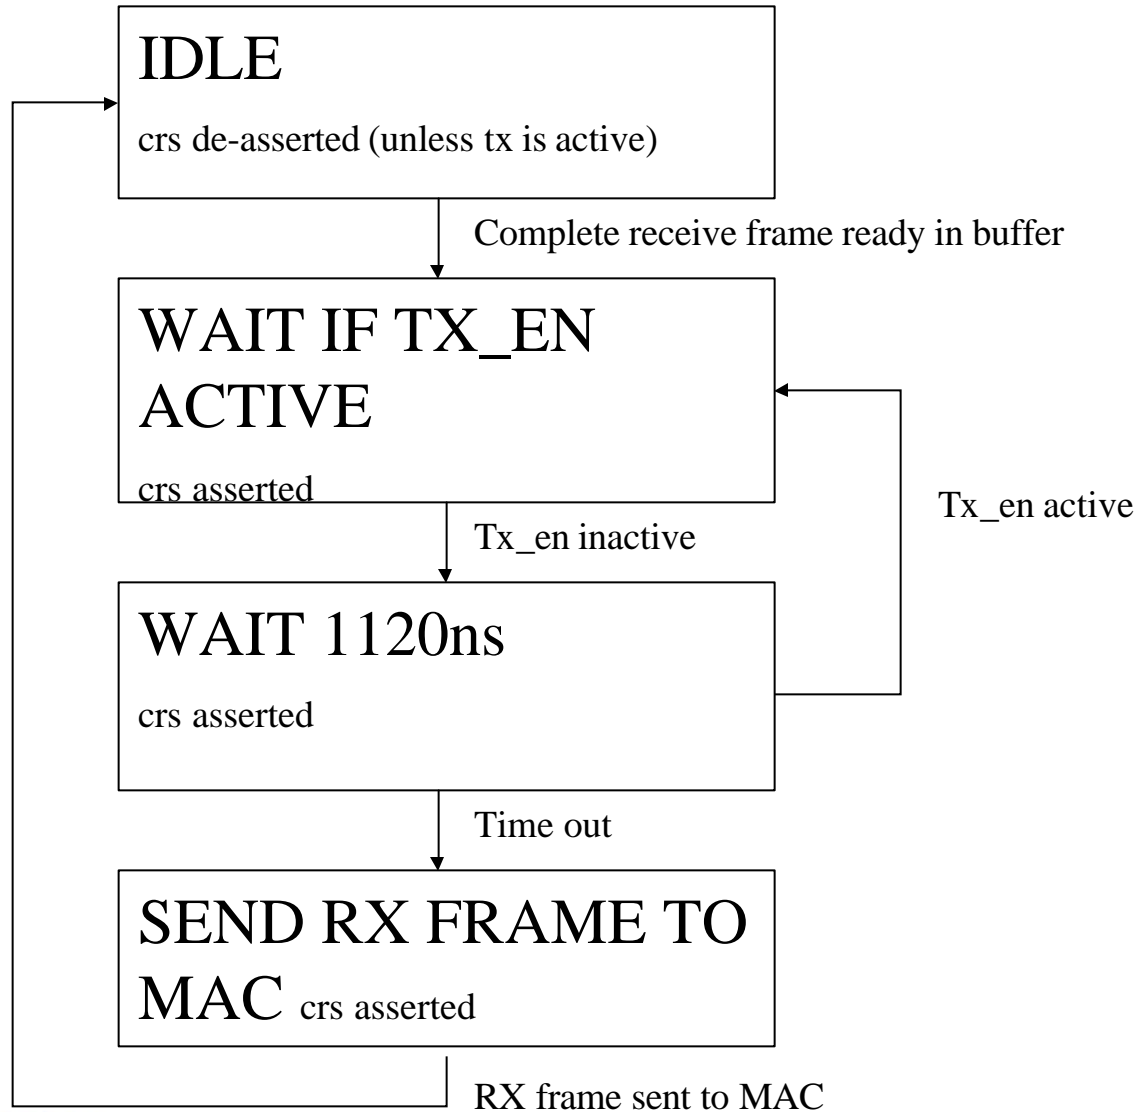 IDLE
crs de-asserted (unless tx is active)
Complete receive frame ready in buffer
WAIT IF TX_EN
ACTIVE
crs asserted
Tx_en active
Tx_en inactive
WAIT 1120ns
crs asserted
Time out
SEND RX FRAME TO
MAC crs asserted
RX frame sent to MAC